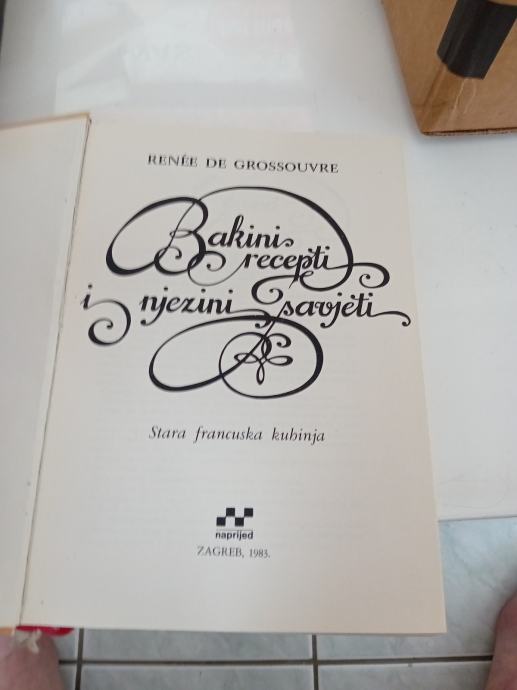 RENÉE DE GROSSOUVRE
Bakini
recepti
i njezini savjeti
Stara francuska kuhinja
naprijed
ZAGREB, 1983.